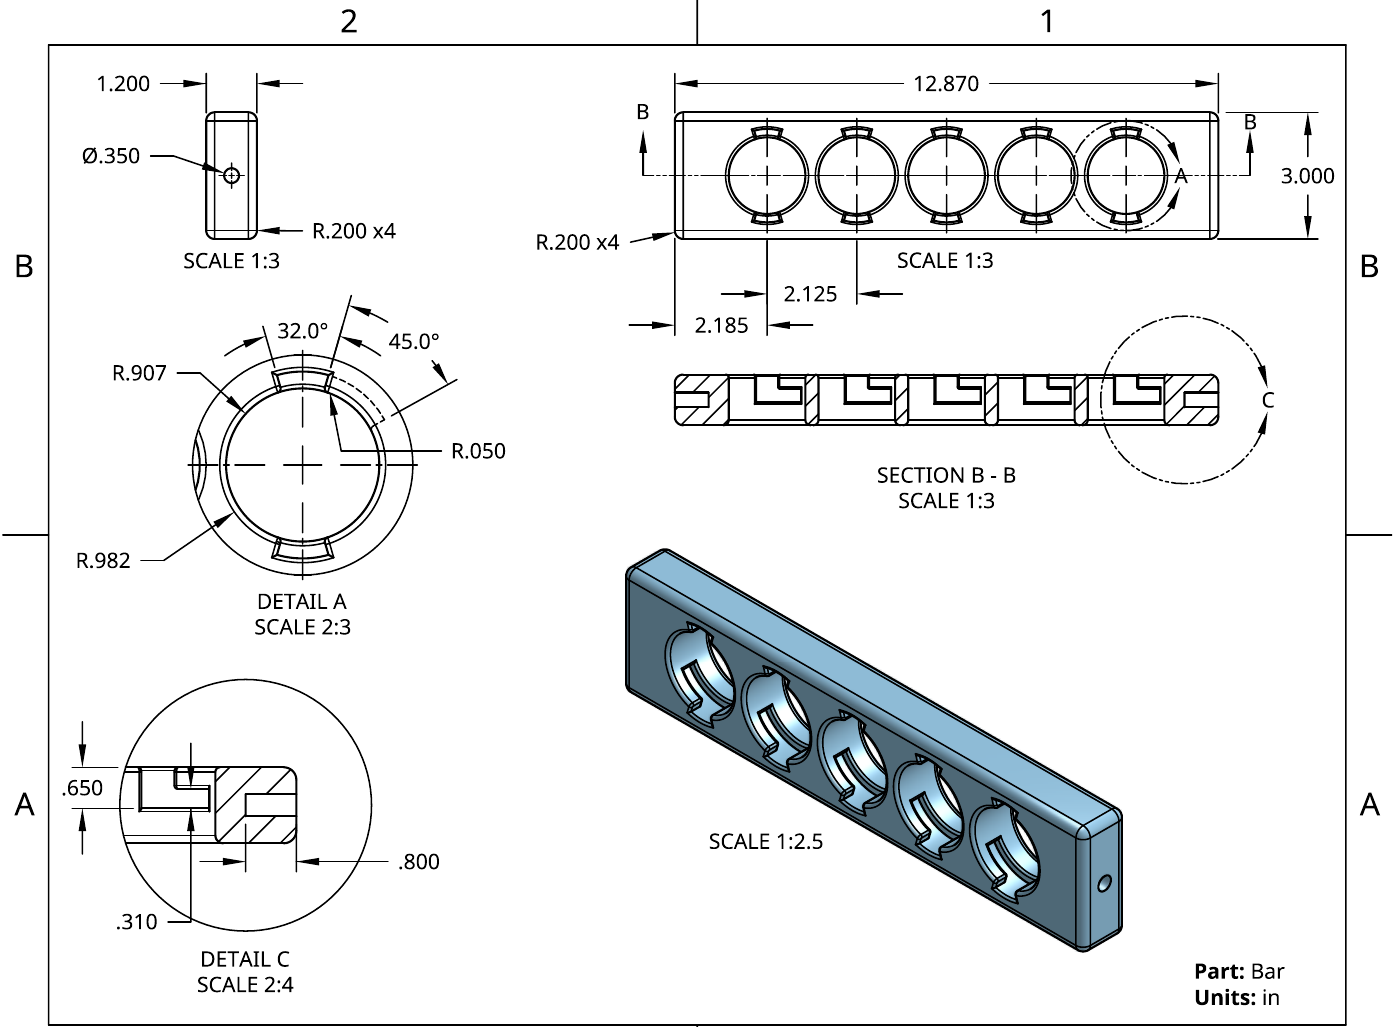 2
1
B
B
A
A
1.200
Ø.350
R.200 x4
SCALE 1:3
12.870
B
B
A
3.000
R.200 x4
SCALE 1:3
2.125
2.185
32.0°
45.0°
R.907
R.050
R.982
DETAIL A
SCALE 2:3
C
SECTION B - B
SCALE 1:3
.650
.800
.310
DETAIL C
SCALE 2:4
SCALE 1:2.5
Part: Bar
Units: in